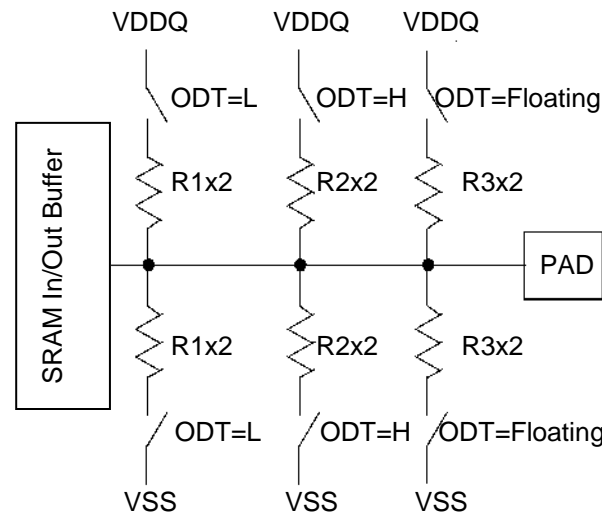 VDDQ VDDQ VDDQ
ODT=L ODT=H ODT=Floating
R1x2 R2x2 R3x2
SRAM In/Out Buffer
PAD
R1x2 R2x2 R3x2
ODT=L ODT=H ODT=Floating
VSS VSS VSS